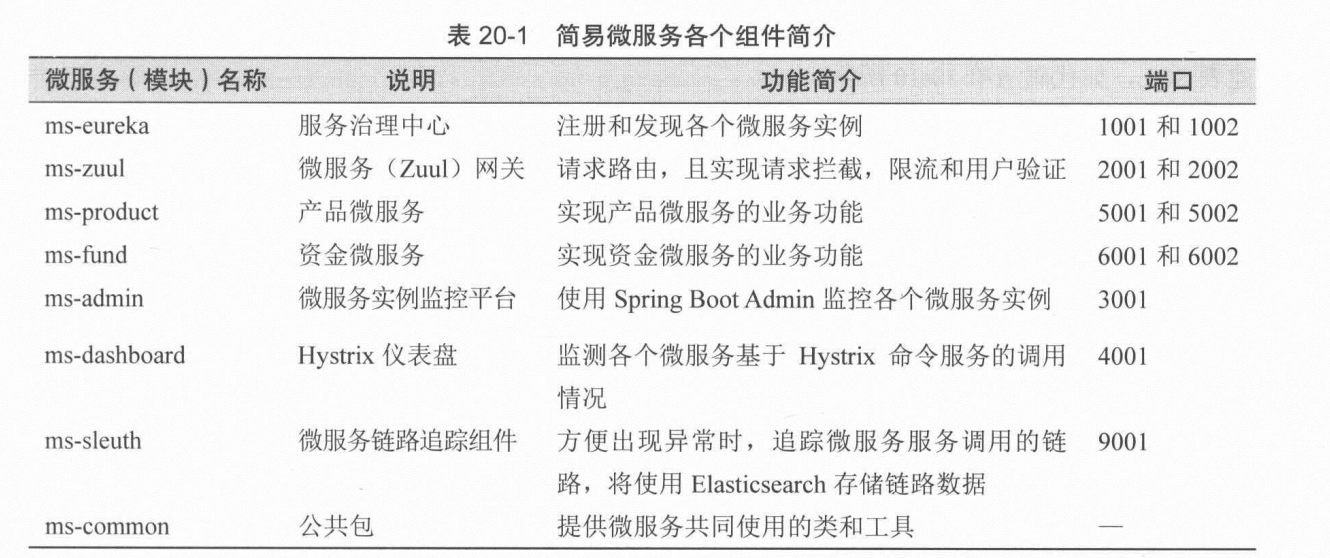 表 20-1 简易微服务各个组件简介
微服务（模块）名称 说明 功能简介 端口
ms-eureka 服务治理中心 注册和发现各个微服务实例 1001 和 1002
ms-zuul 微服务（Zuul）网关 请求路由，且实现请求拦截，限流和用户验证 2001 和 2002
ms-product 产品微服务 实现产品微服务的业务功能 5001 和 5002
ms-fund 资金微服务 实现资金微服务的业务功能 6001 和 6002
ms-admin 微服务实例监控平台 使用 Spring Boot Admin 监控各个微服务实例 3001
ms-dashboard Hystrix 仪表盘 监测各个微服务基于 Hystrix 命令服务的调用 4001
情况
ms-sleuth 微服务链路追踪组件 方便出现异常时，追踪微服务服务调用的链 9001
路，将使用 Elasticsearch 存储链路数据
ms-common 公共包 提供微服务共同使用的类和工具 —